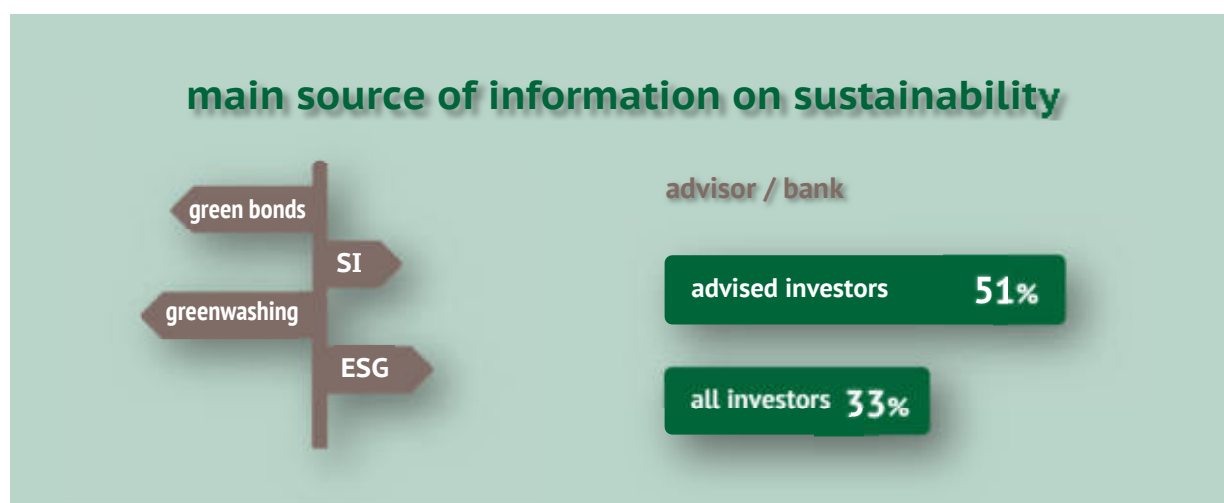 main source of information on sustainability
green bonds
SI
greenwashing
ESG
advisor / bank
advised investors 51%
all investors 33%